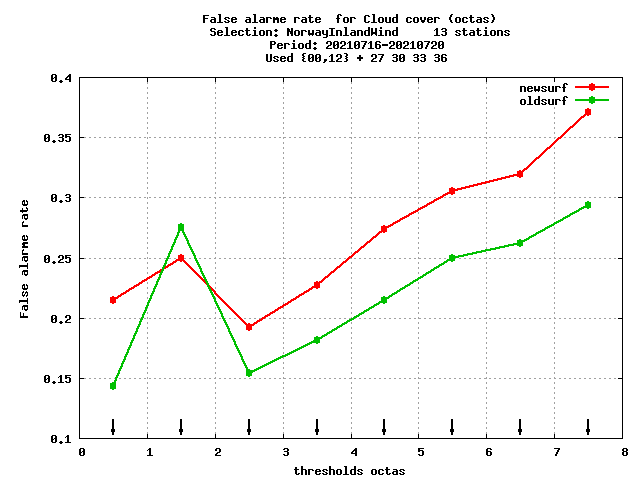 False alarme rate  for Cloud cover (octas)
Selection: NorwayInlandWind     13 stations
Period: 20210716-20210720
Used {00,12} + 27 30 33 36
newsurf
oldsurf
0.4
0.35
0.3
0.25
0.2
0.15
0.1
False alarme rate
0 1 2 3 4 5 6 7 8
thresholds octas